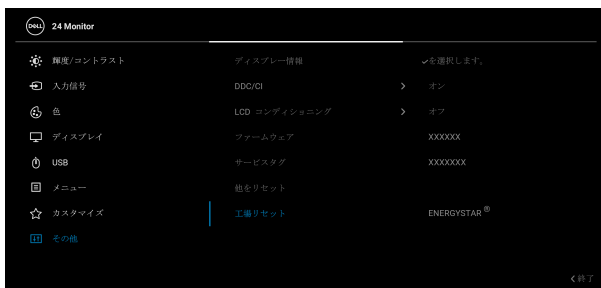 DELL 24 Monitor
輝度/コントラスト ディスプレー情報 ✓を選択します。
入力信号 DDC/CI オン
色 LCD コンディショニング オフ
ディスプレイ ファームウェア XXXXXX
USB サービスタグ XXXXXXX
メニュー 他をリセット
カスタマイズ 工場リセット ENERGYSTAR®
その他
終了